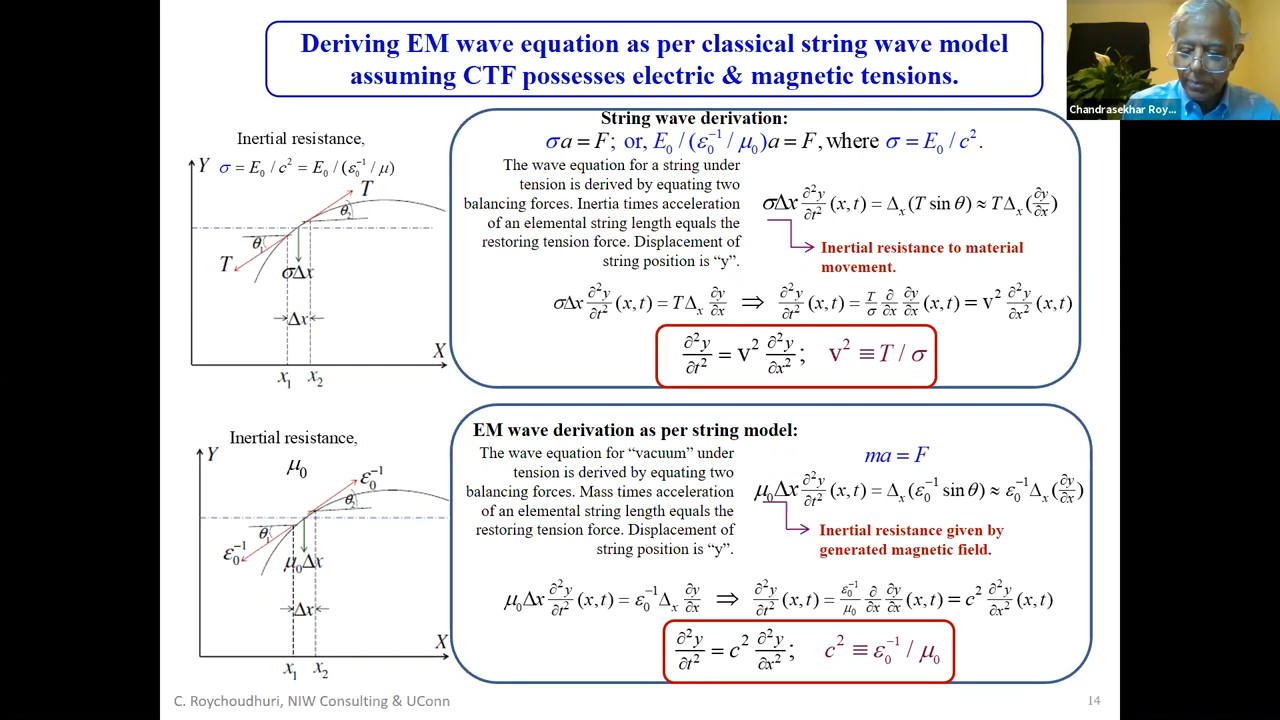 Deriving EM wave equation as per classical string wave model
assuming CTF possesses electric & magnetic tensions.
Chandrasekhar Roy...
Inertial resistance,
Y σ = E₀ / c² = E₀ / (ε₀⁻¹ / μ)
T
θ₂
θ₁
T
σΔx
Δx
X
x₁ x₂
String wave derivation:
σa = F; or, E₀ / (ε₀⁻¹ / μ₀)a = F, where σ = E₀ / c².
The wave equation for a string under
tension is derived by equating two
balancing forces. Inertia times acceleration
of an elemental string length equals the
restoring tension force. Displacement of
string position is “y”.
σΔx ∂²y/∂t² (x,t) = Δₓ(T sin θ) ≈ TΔₓ(∂y/∂x)
Inertial resistance to material
movement.
σΔx ∂²y/∂t² (x,t) = TΔₓ ∂y/∂x ⇒ ∂²y/∂t² (x,t) = T/σ ∂/∂x ∂y/∂x (x,t) = v² ∂²y/∂x² (x,t)
∂²y/∂t² = v² ∂²y/∂x²; v² ≡ T / σ
Inertial resistance,
Y
μ₀
ε₀⁻¹
θ₂
θ₁
ε₀⁻¹
μ₀Δx
Δx
X
x₁ x₂
EM wave derivation as per string model:
The wave equation for “vacuum” under
tension is derived by equating two
balancing forces. Mass times acceleration
of an elemental string length equals the
restoring tension force. Displacement of
string position is “y”.
ma = F
μ₀Δx ∂²y/∂t² (x,t) = Δₓ(ε₀⁻¹ sin θ) ≈ ε₀⁻¹Δₓ(∂y/∂x)
Inertial resistance given by
generated magnetic field.
μ₀Δx ∂²y/∂t² (x,t) = ε₀⁻¹Δₓ ∂y/∂x ⇒ ∂²y/∂t² (x,t) = ε₀⁻¹/μ₀ ∂/∂x ∂y/∂x (x,t) = c² ∂²y/∂x² (x,t)
∂²y/∂t² = c² ∂²y/∂x²; c² ≡ ε₀⁻¹ / μ₀
C. Roychoudhuri, NIW Consulting & UConn
14